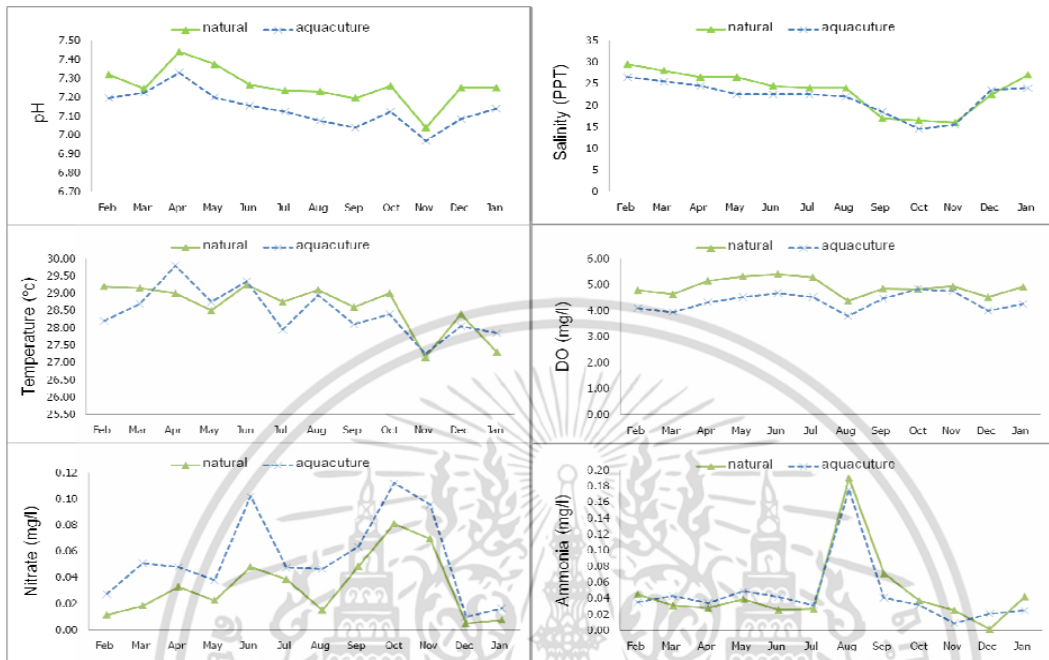 natural aquacuture
pH
7.50
7.40
7.30
7.20
7.10
7.00
6.90
6.80
6.70
Feb Mar Apr May Jun Jul Aug Sep Oct Nov Dec Jan
natural aquacuture
Salinity (PPT)
35
30
25
20
15
10
5
0
Feb Mar Apr May Jun Jul Aug Sep Oct Nov Dec Jan
natural aquacuture
Temperature (°c)
30.00
29.50
29.00
28.50
28.00
27.50
27.00
26.50
26.00
25.50
Feb Mar Apr May Jun Jul Aug Sep Oct Nov Dec Jan
natural aquacuture
DO (mg/l)
6.00
5.00
4.00
3.00
2.00
1.00
0.00
Feb Mar Apr May Jun Jul Aug Sep Oct Nov Dec Jan
natural aquacuture
Nitrate (mg/l)
0.12
0.10
0.08
0.06
0.04
0.02
0.00
Feb Mar Apr May Jun Jul Aug Sep Oct Nov Dec Jan
natural aquacuture
Ammonia (mg/l)
0.20
0.18
0.16
0.14
0.12
0.10
0.08
0.06
0.04
0.02
0.00
Feb Mar Apr May Jun Jul Aug Sep Oct Nov Dec Jan